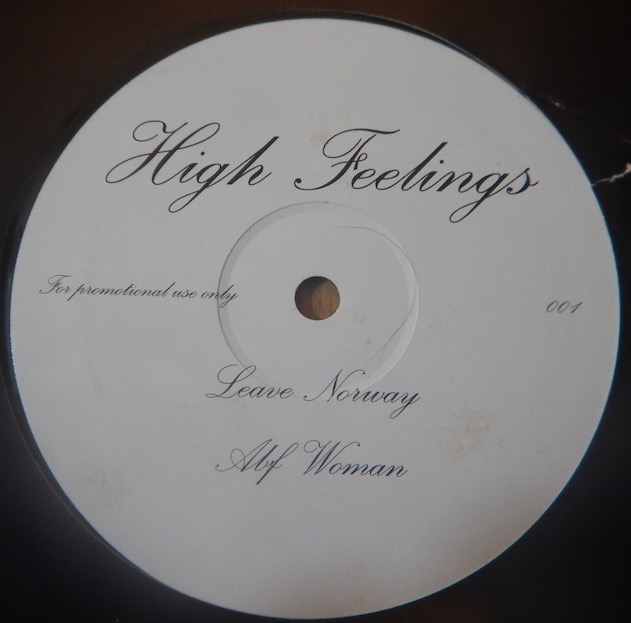 High Feelings
For promotional use only
001
Leave Norway
Abf Woman